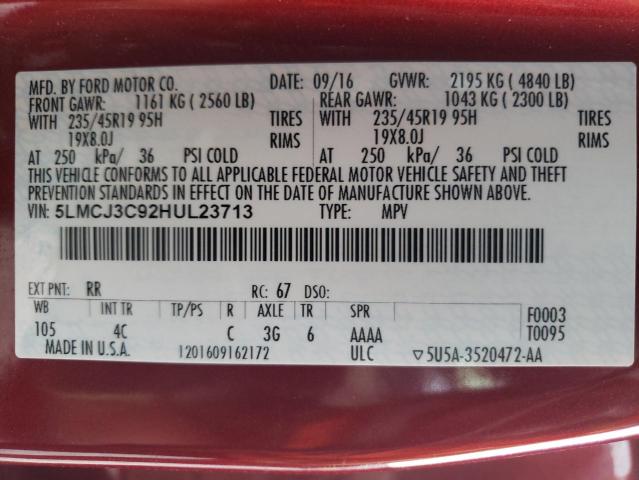 MFD. BY FORD MOTOR CO. DATE: 09/16 GVWR: 2195 KG ( 4840 LB)
FRONT GAWR: 1161 KG ( 2560 LB) REAR GAWR: 1043 KG ( 2300 LB)
WITH 235/45R19 95H TIRES WITH 235/45R19 95H TIRES
19X8.0J RIMS 19X8.0J RIMS
AT 250 kPa/ 36 PSI COLD AT 250 kPa/ 36 PSI COLD
THIS VEHICLE CONFORMS TO ALL APPLICABLE FEDERAL MOTOR VEHICLE SAFETY AND THEFT
PREVENTION STANDARDS IN EFFECT ON THE DATE OF MANUFACTURE SHOWN ABOVE.
VIN: 5LMCJ3C92HUL23713 TYPE: MPV
EXT PNT: RR RC: 67 DSO:
WB INT TR TP/PS R AXLE TR SPR F0003
105 4C C 3G 6 AAAA T0095
MADE IN U.S.A. 1201609162172 ULC ▽5U5A-3520472-AA